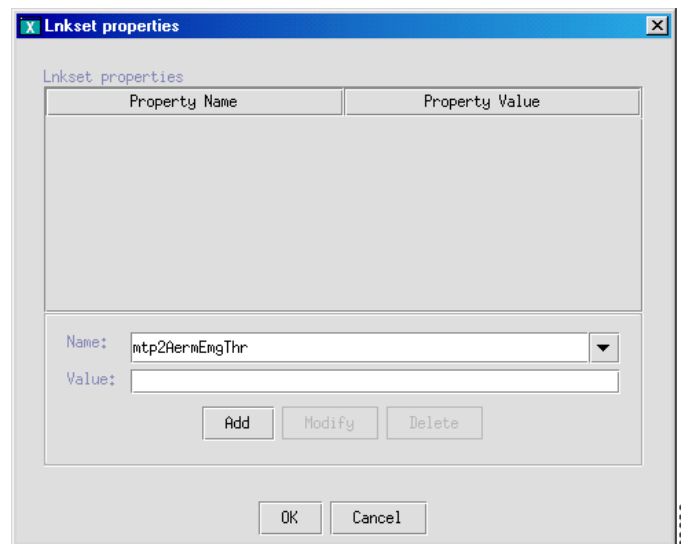 X Lnkset properties
Lnkset properties
Property Name Property Value
Name: mtp2AermEmgThr
Value:
Add Modify Delete
OK Cancel